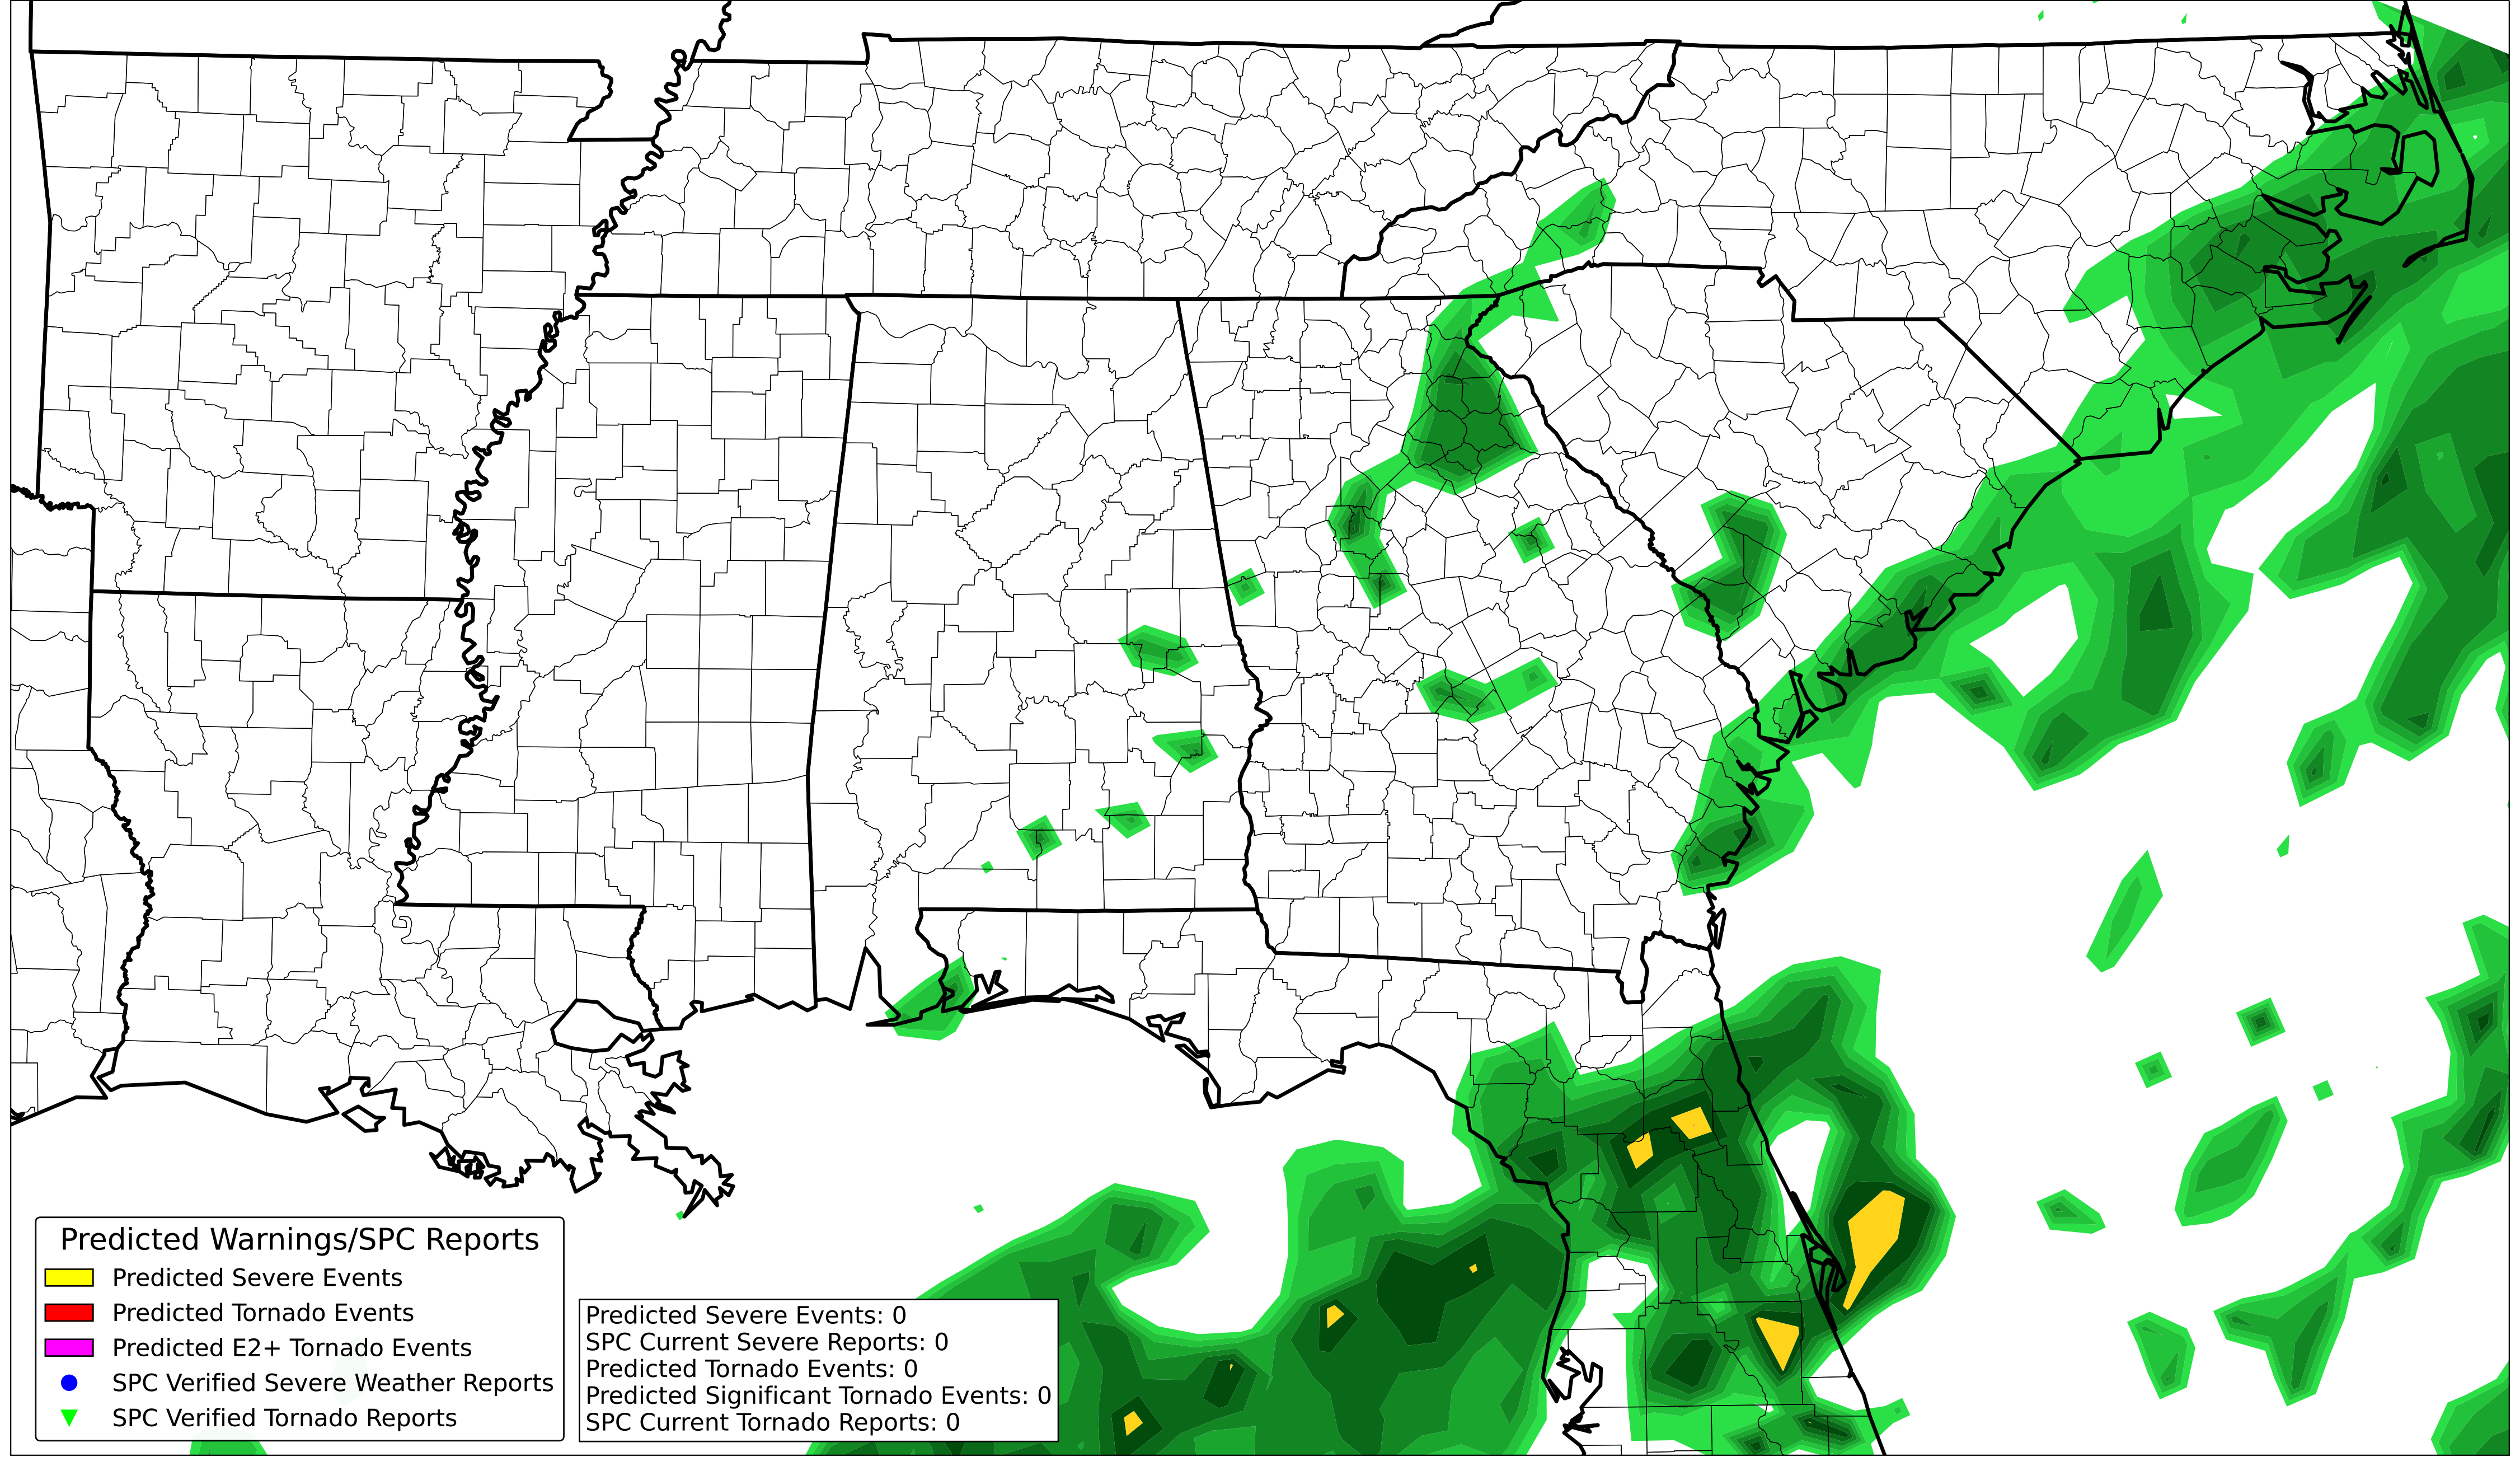 Predicted Warnings/SPC Reports
Predicted Severe Events
Predicted Tornado Events
Predicted E2+ Tornado Events
SPC Verified Severe Weather Reports
SPC Verified Tornado Reports
Predicted Severe Events: 0
SPC Current Severe Reports: 0
Predicted Tornado Events: 0
Predicted Significant Tornado Events: 0
SPC Current Tornado Reports: 0